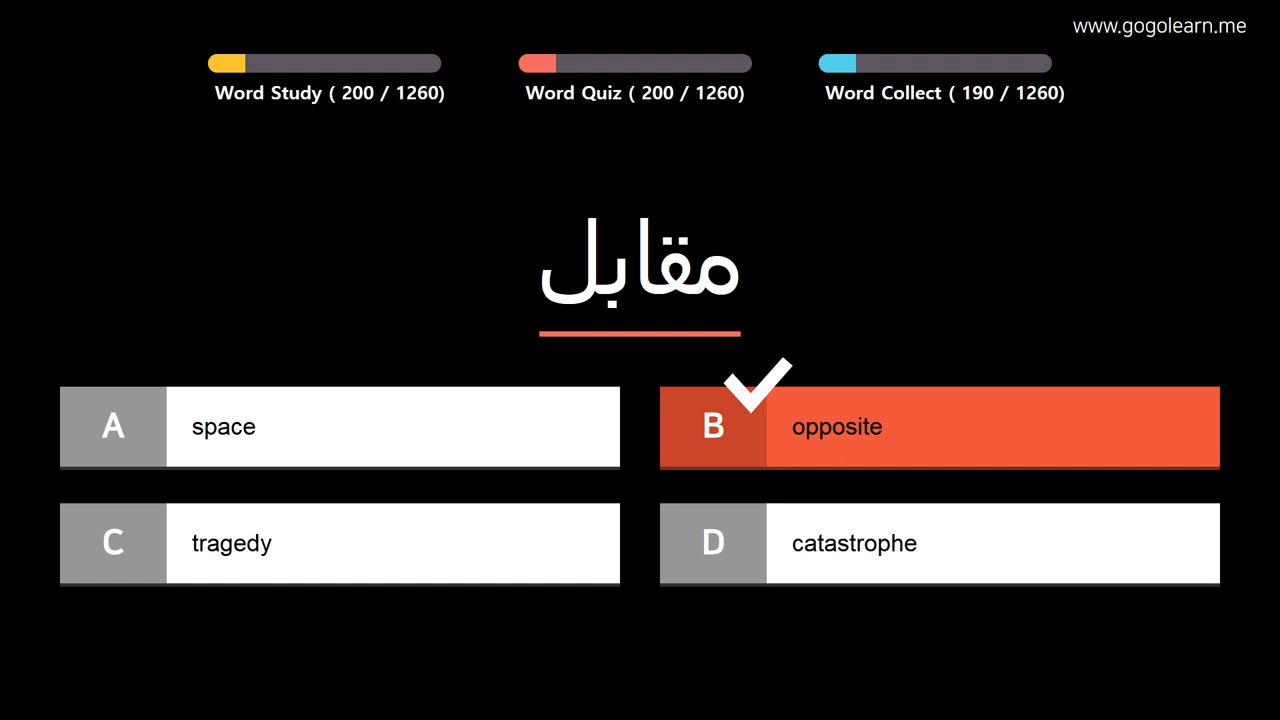 www.gogolearn.me
Word Study ( 200 / 1260)
Word Quiz ( 200 / 1260)
Word Collect ( 190 / 1260)
مقابل
A space
B opposite
C tragedy
D catastrophe